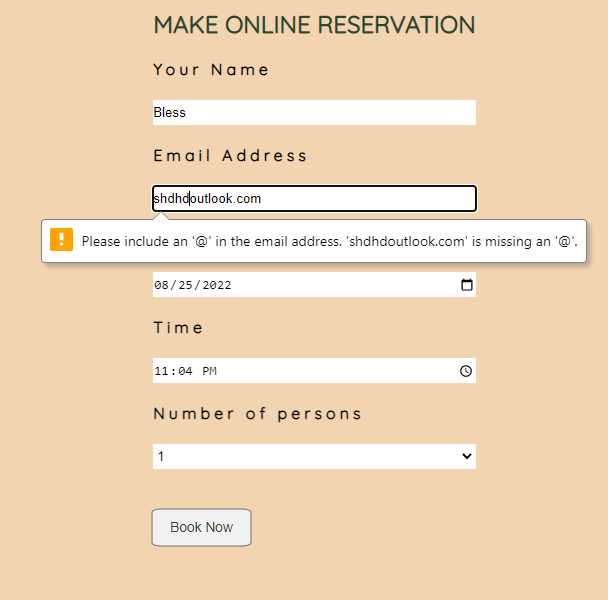 MAKE ONLINE RESERVATION
Your Name
Bless
Email Address
shdhdoutlook.com
Please include an '@' in the email address. 'shdhdoutlook.com' is missing an '@'.
08/25/2022
Time
11:04 PM
Number of persons
1
Book Now